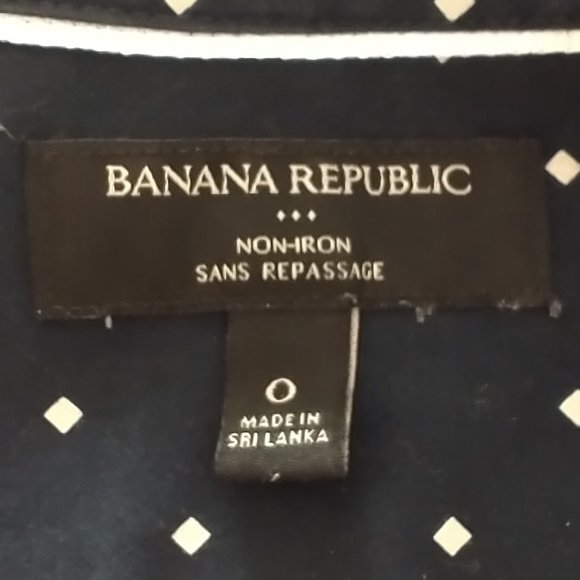 BANANA REPUBLIC
NON-IRON
SANS REPASSAGE
0
MADE IN
SRI LANKA